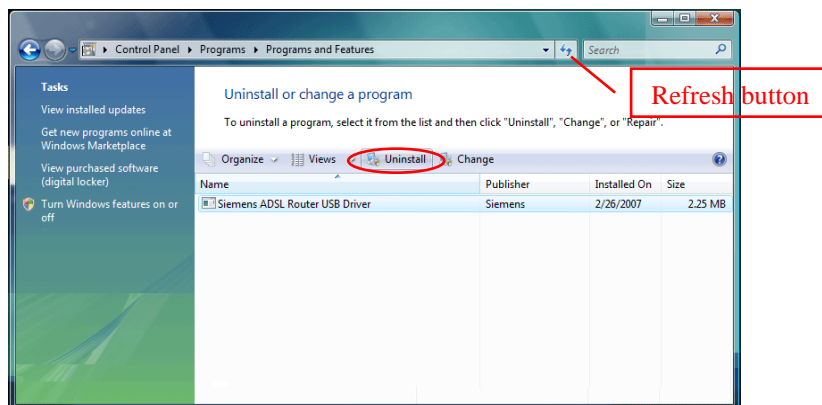 Control Panel Programs Programs and Features Search
Refresh button
Tasks
View installed updates
Get new programs online at
Windows Marketplace
View purchased software
(digital locker)
Turn Windows features on or
off
Uninstall or change a program
To uninstall a program, select it from the list and then click "Uninstall", "Change", or "Repair".
Organize Views Uninstall Change
Name Publisher Installed On Size
Siemens ADSL Router USB Driver Siemens 2/26/2007 2.25 MB